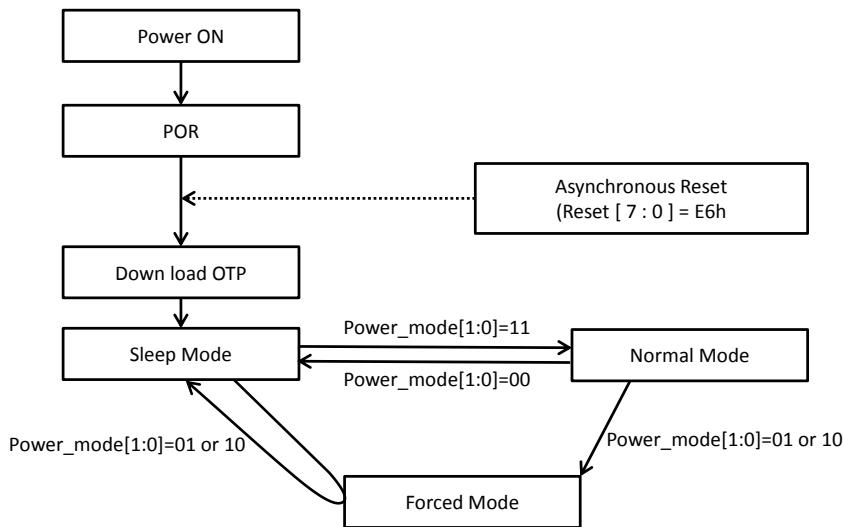 Power ON
POR
Asynchronous Reset
(Reset [ 7 : 0 ] = E6h
Down load OTP
Power_mode[1:0]=11
Sleep Mode
Normal Mode
Power_mode[1:0]=00
Power_mode[1:0]=01 or 10
Power_mode[1:0]=01 or 10
Forced Mode